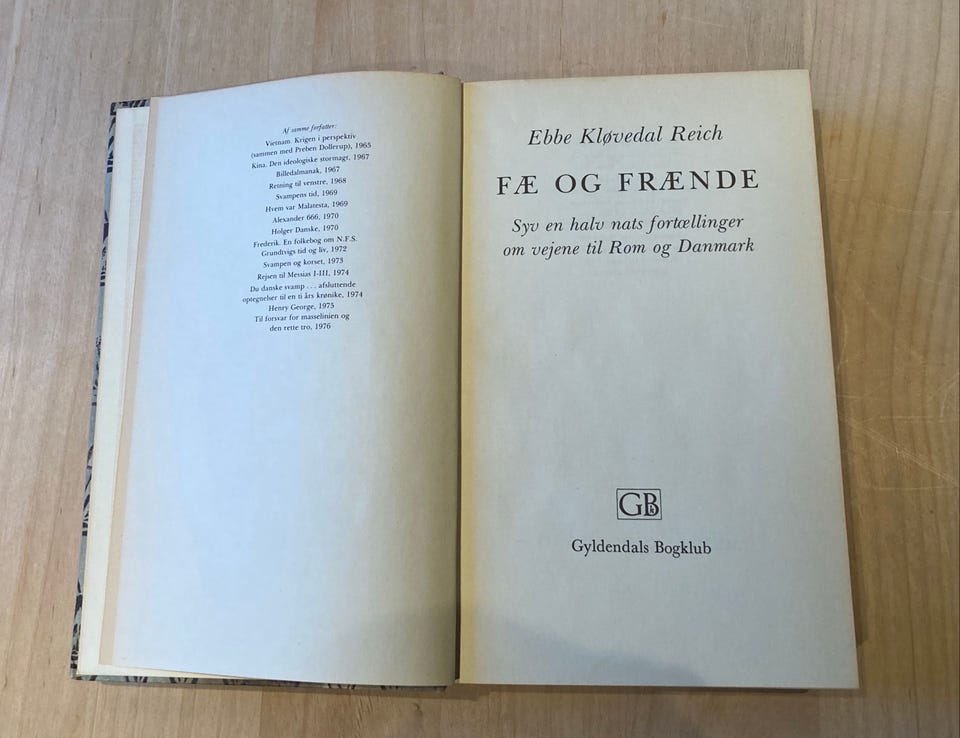 Af samme forfatter:
Vietnam. Krigen i perspektiv
(sammen med Preben Dollerup), 1965
Kina. Den ideologiske stormagt, 1967
Billedalmanak, 1967
Retning til venstre, 1968
Svampens tid, 1969
Hvem var Malatesta, 1969
Alexander 666, 1970
Holger Danske, 1970
Frederik. En folkebog om N.F.S.
Grundtvigs tid og liv, 1972
Svampen og korset, 1973
Rejsen til Messias I-III, 1974
Du danske svamp . . . afsluttende
optegnelser til en ti års krønike, 1974
Henry George, 1975
Til forsvar for masselinien og
den rette tro, 1976
Ebbe Kløvedal Reich
FÆ OG FRÆNDE
Syv en halv nats fortællinger
om vejene til Rom og Danmark
GBk
Gyldendals Bogklub